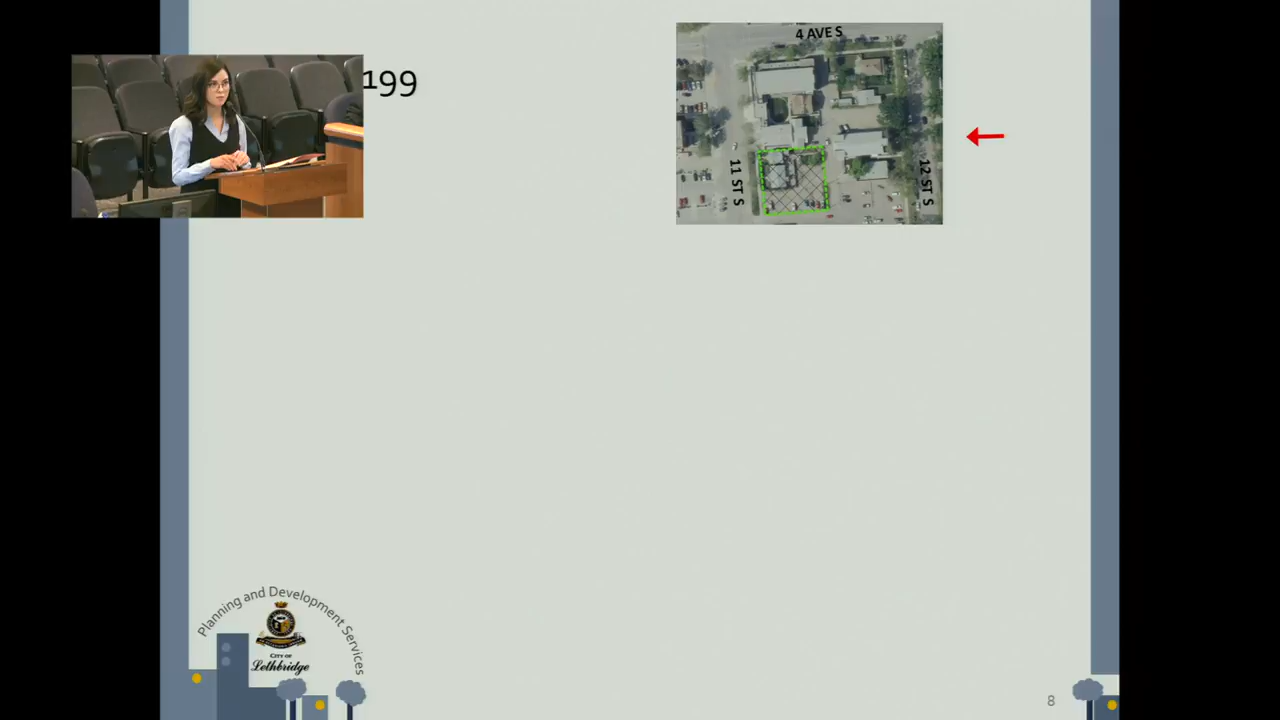 4 AVE S
199
11 ST S
12 ST S
Planning and Development Services
CITY OF
Lethbridge
8